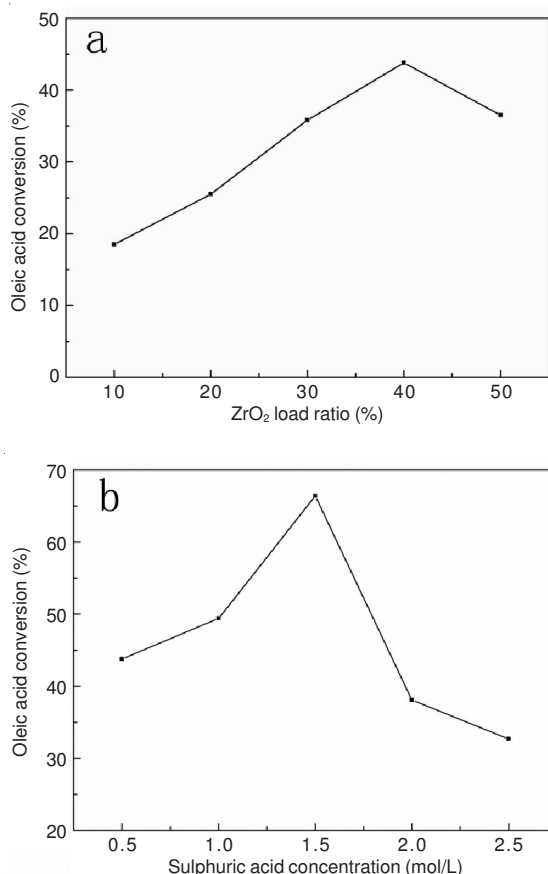 a
50
40
30
20
10
0
Oleic acid conversion (%)
10 20 30 40 50
ZrO₂ load ratio (%)
b
70
60
50
40
30
20
Oleic acid conversion (%)
0.5 1.0 1.5 2.0 2.5
Sulphuric acid concentration (mol/L)